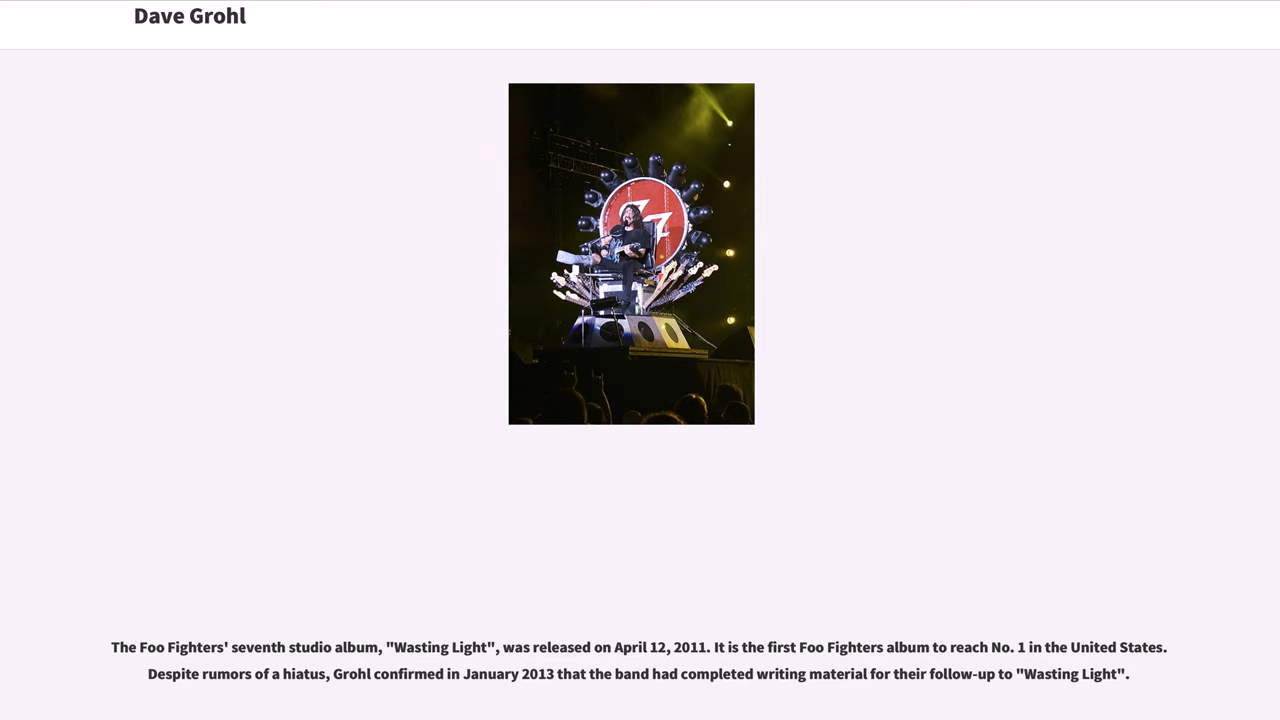 Dave Grohl
The Foo Fighters' seventh studio album, "Wasting Light", was released on April 12, 2011. It is the first Foo Fighters album to reach No. 1 in the United States.
Despite rumors of a hiatus, Grohl confirmed in January 2013 that the band had completed writing material for their follow-up to "Wasting Light".